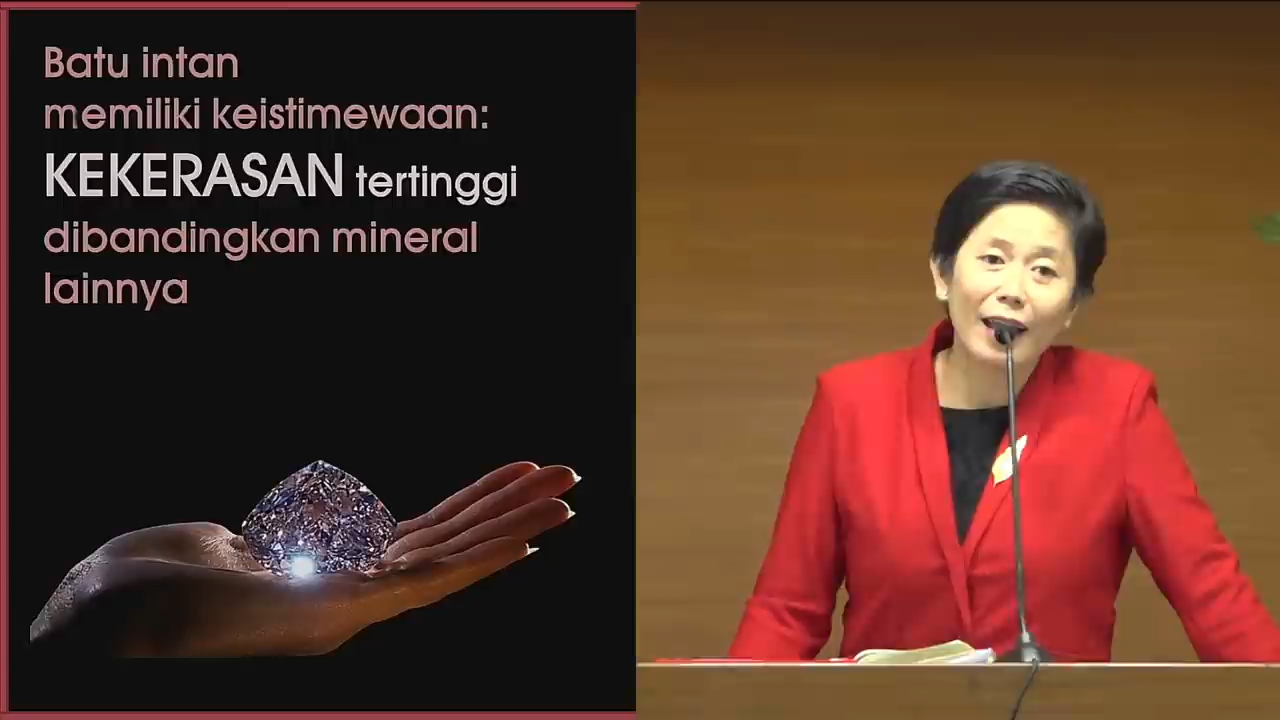 Batu intan
memiliki keistimewaan:
KEKERASAN tertinggi
dibandingkan mineral
lainnya